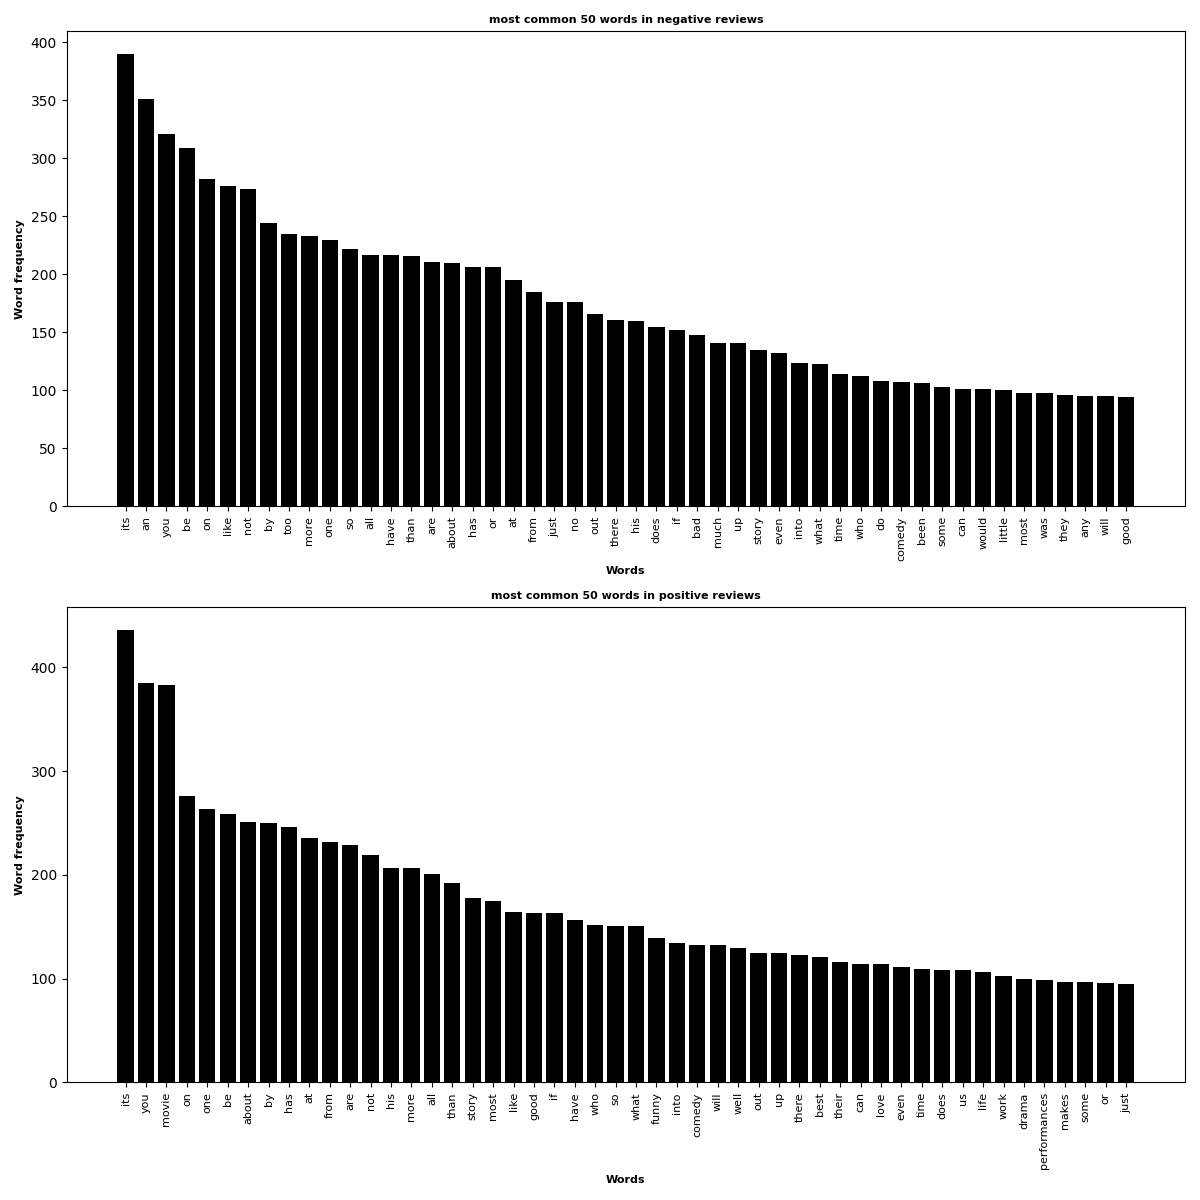 most common 50 words in negative reviews
400
350
300
250
200
150
100
50
0
Word frequency
its an you be on like not by too more one so all have than are about has or at from just no out there his does if bad much up story even into what time who do comedy been some can would little most was they any will good
Words
most common 50 words in positive reviews
400
300
200
100
0
Word frequency
its you movie on one be about by has at from are not his more all than story most like good if have who so what funny into comedy will well out up there best their can love even time does us life work drama performances makes some or just
Words